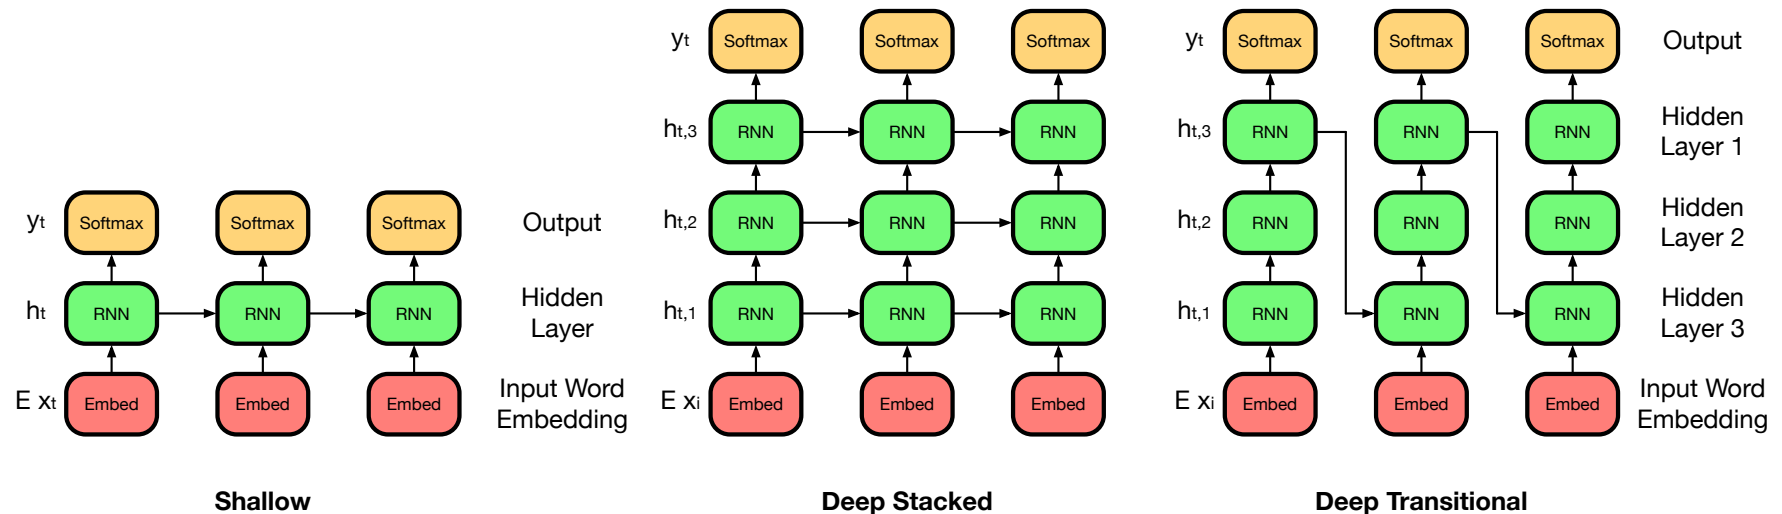 yt Softmax Softmax Softmax yt Softmax Softmax Softmax Output
ht,3 RNN RNN RNN ht,3 RNN RNN RNN Hidden
Layer 1
yt Softmax Softmax Softmax Output ht,2 RNN RNN RNN ht,2 RNN RNN RNN Hidden
Layer 2
ht RNN RNN RNN Hidden
Layer ht,1 RNN RNN RNN ht,1 RNN RNN RNN Hidden
Layer 3
E xt Embed Embed Embed Input Word
Embedding E xi Embed Embed Embed E xi Embed Embed Embed Input Word
Embedding
Shallow Deep Stacked Deep Transitional